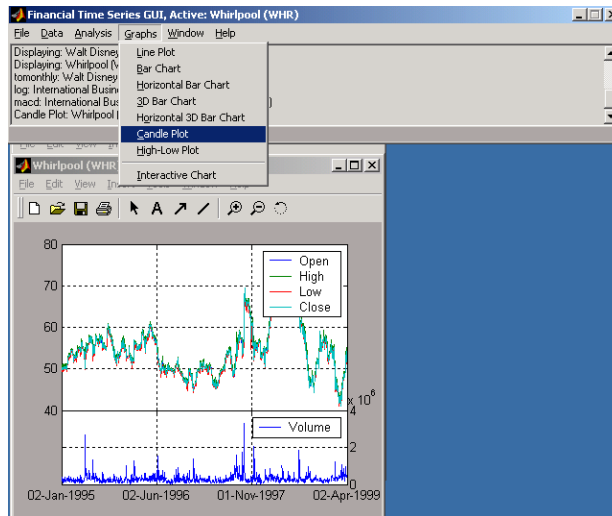 Financial Time Series GUI, Active: Whirlpool (WHR)
File Data Analysis Graphs Window Help
Displaying: Walt Disney
Displaying: Whirlpool
tomonthly: Walt Disney
log: International
macd: International
Candle Plot: Whirlpool
Line Plot
Bar Chart
Horizontal Bar Chart
3D Bar Chart
Horizontal 3D Bar Chart
Candle Plot
High-Low Plot
Interactive Chart
Whirlpool (WHR
File Edit View
A
80
70
60
50
40
Open
High
Low
Close
x 10^6
4
2
0
Volume
02-Jan-1995 02-Jun-1996 01-Nov-1997 02-Apr-1999